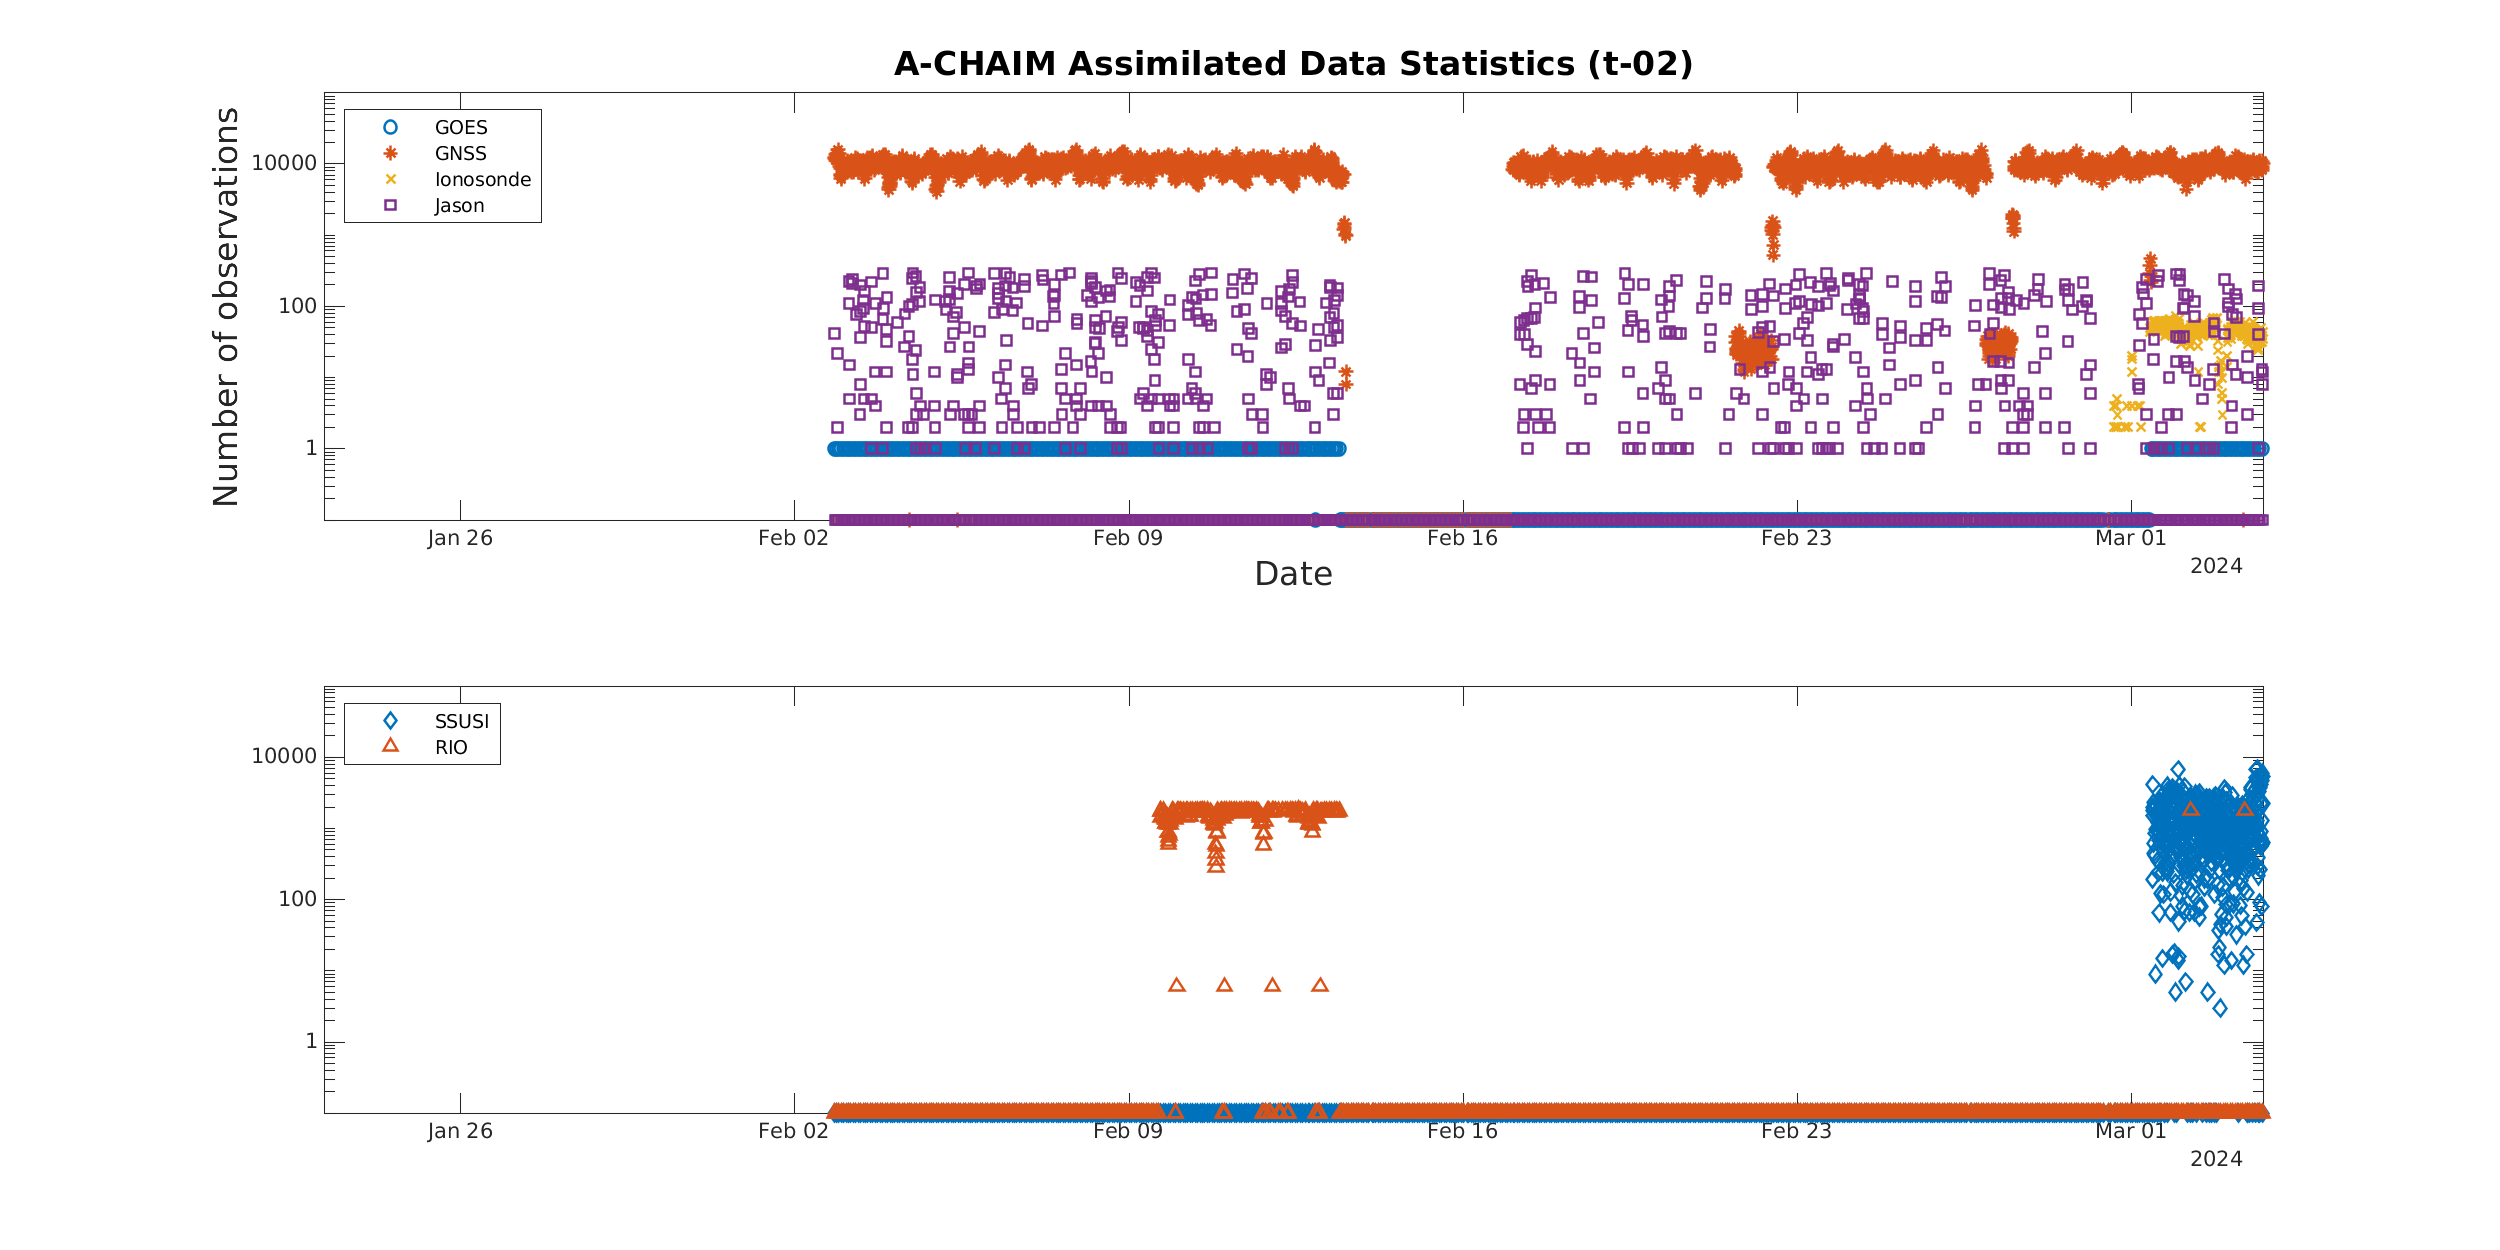 A-CHAIM Assimilated Data Statistics (t-02)
Number of observations
10000
100
1
GOES
GNSS
Ionosonde
Jason
Jan 26
Feb 02
Feb 09
Feb 16
Feb 23
Mar 01
2024
Date
10000
100
1
SSUSI
RIO
Jan 26
Feb 02
Feb 09
Feb 16
Feb 23
Mar 01
2024